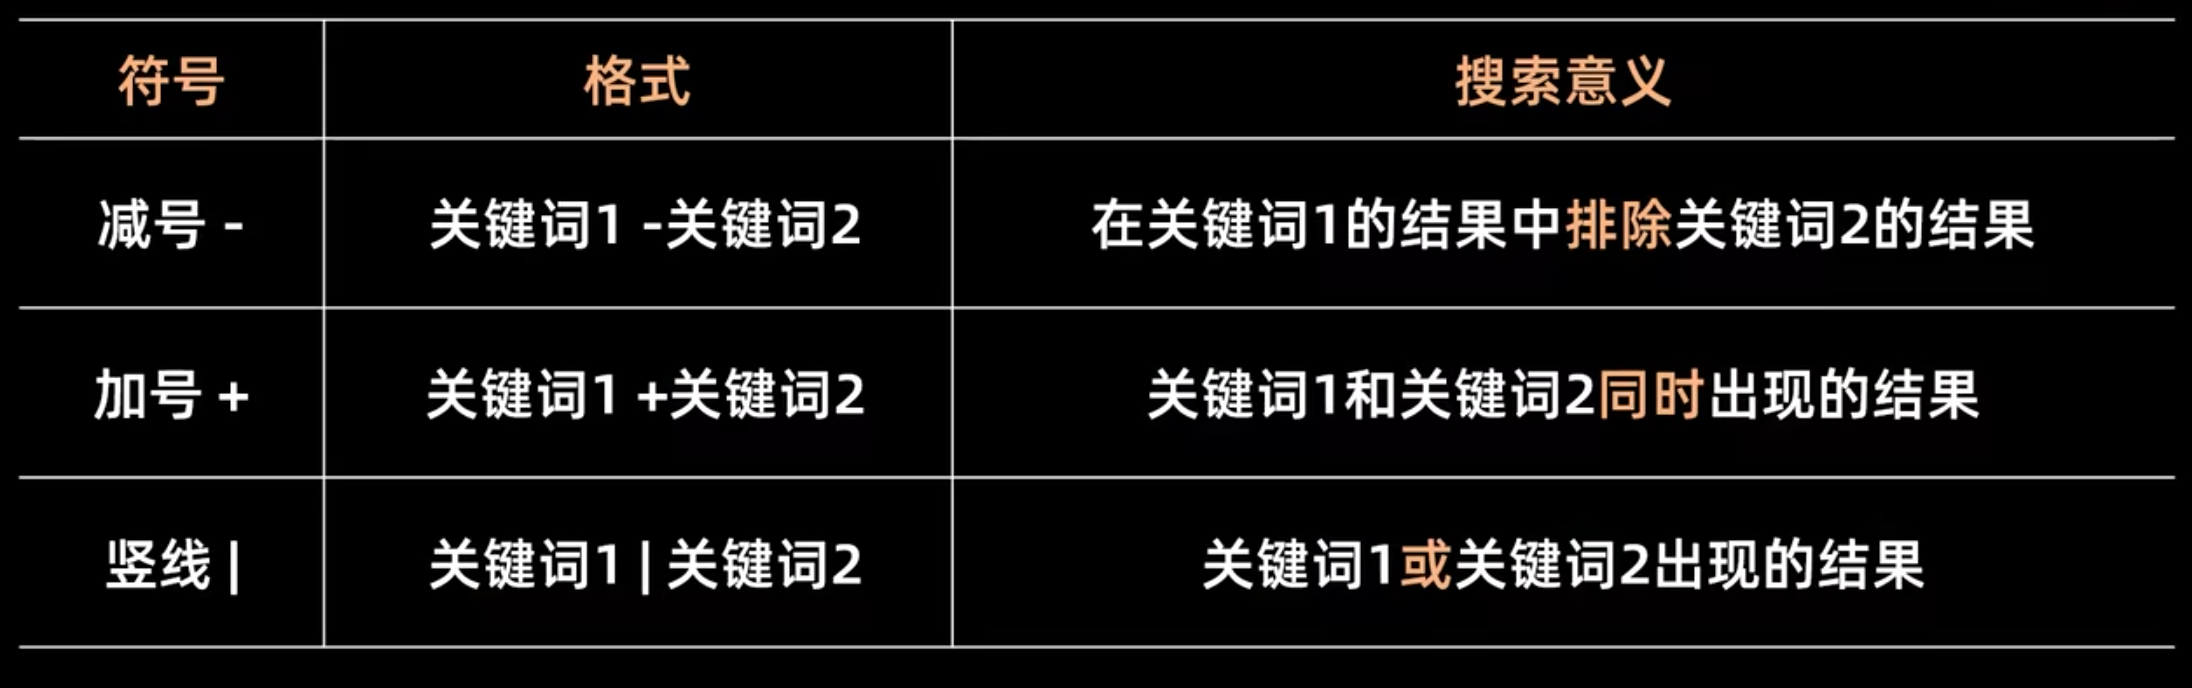 符号 格式 搜索意义
减号 - 关键词1 -关键词2 在关键词1的结果中排除关键词2的结果
加号 + 关键词1 +关键词2 关键词1和关键词2同时出现的结果
竖线 | 关键词1 | 关键词2 关键词1或关键词2出现的结果